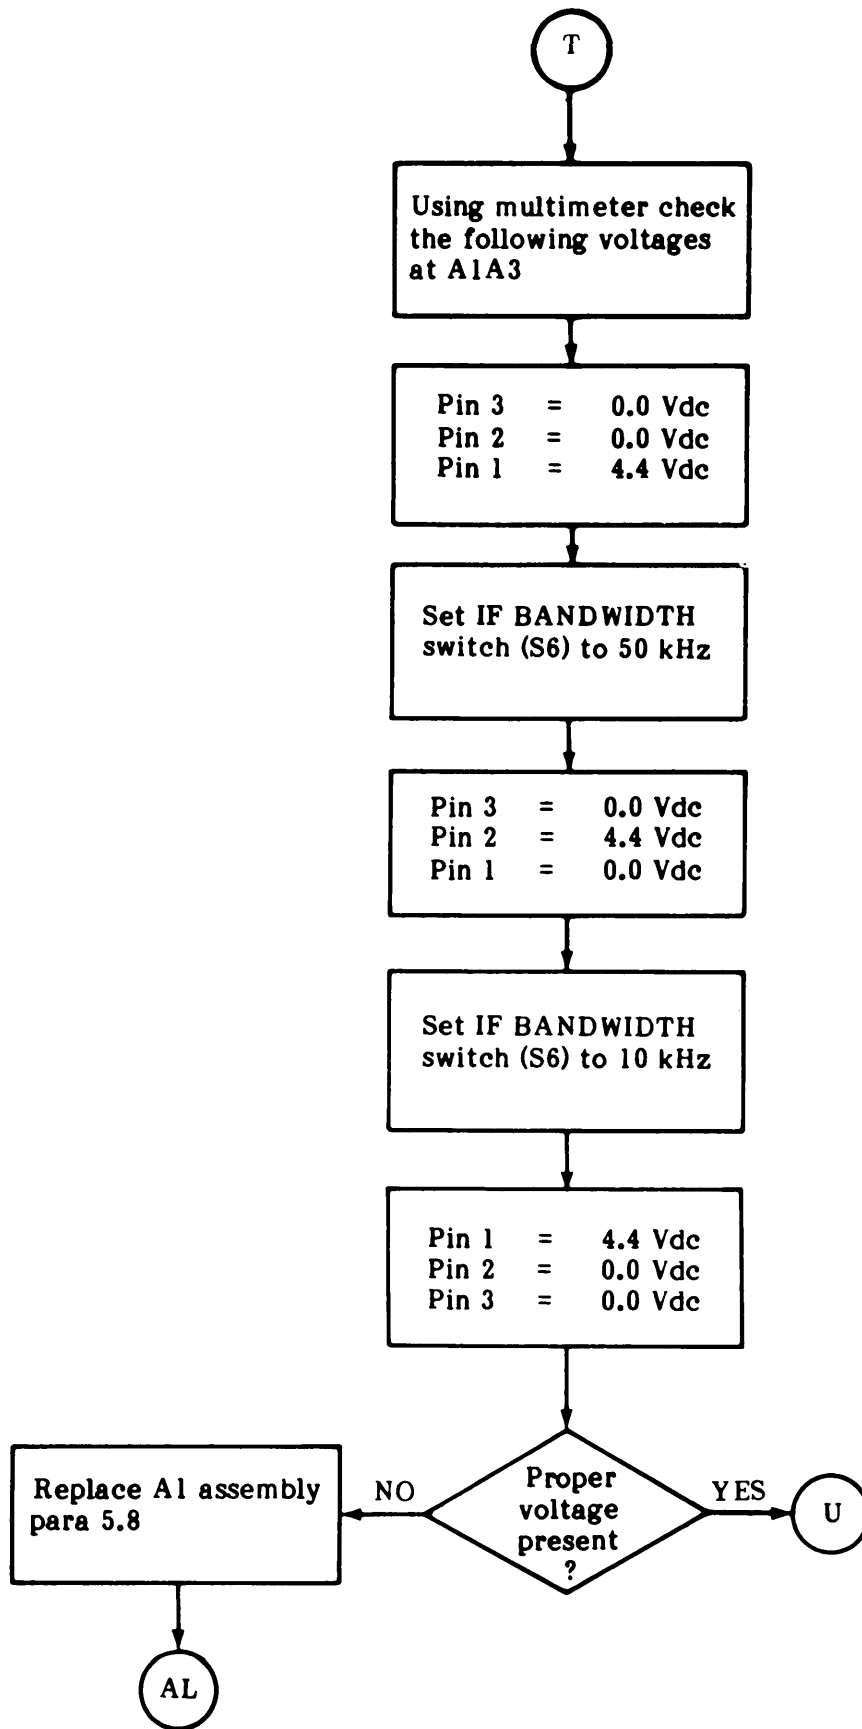 T
Using multimeter check
the following voltages
at A1A3
Pin 3 = 0.0 Vdc
Pin 2 = 0.0 Vdc
Pin 1 = 4.4 Vdc
Set IF BANDWIDTH
switch (S6) to 50 kHz
Pin 3 = 0.0 Vdc
Pin 2 = 4.4 Vdc
Pin 1 = 0.0 Vdc
Set IF BANDWIDTH
switch (S6) to 10 kHz
Pin 1 = 4.4 Vdc
Pin 2 = 0.0 Vdc
Pin 3 = 0.0 Vdc
Proper
voltage
present
?
NO
YES
U
Replace A1 assembly
para 5.8
AL